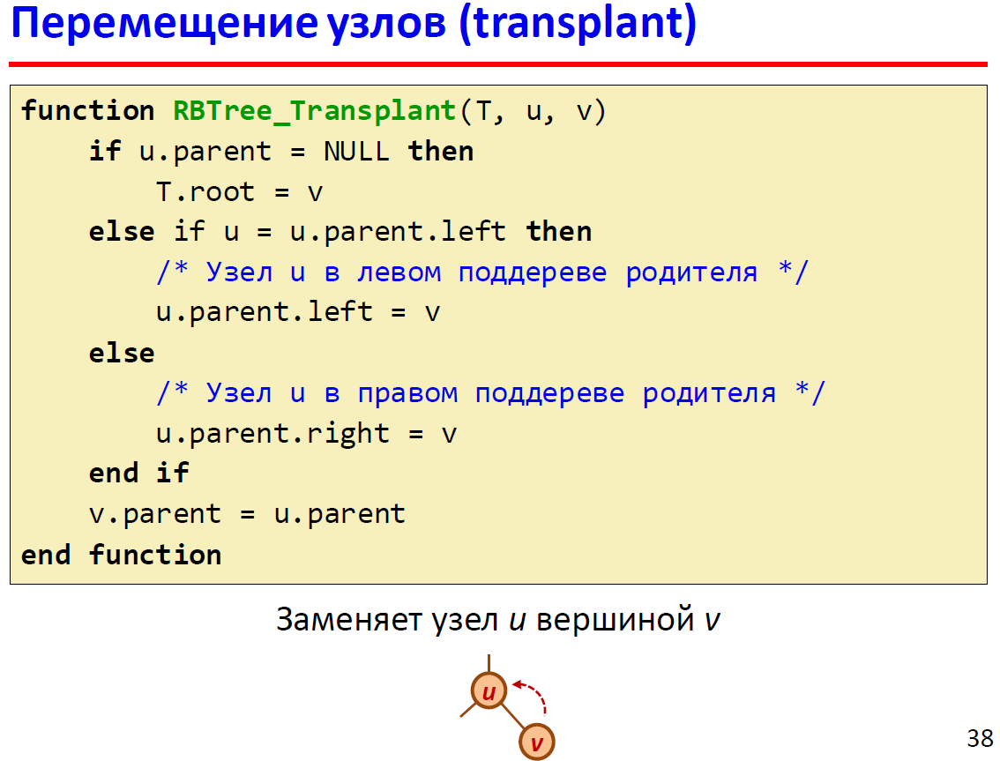 Перемещение узлов (transplant)
function RBTree_Transplant(T, u, v)
    if u.parent = NULL then
        T.root = v
    else if u = u.parent.left then
        /* Узел u в левом поддереве родителя */
        u.parent.left = v
    else
        /* Узел u в правом поддереве родителя */
        u.parent.right = v
    end if
    v.parent = u.parent
end function
Заменяет узел u вершиной v
u
v
38